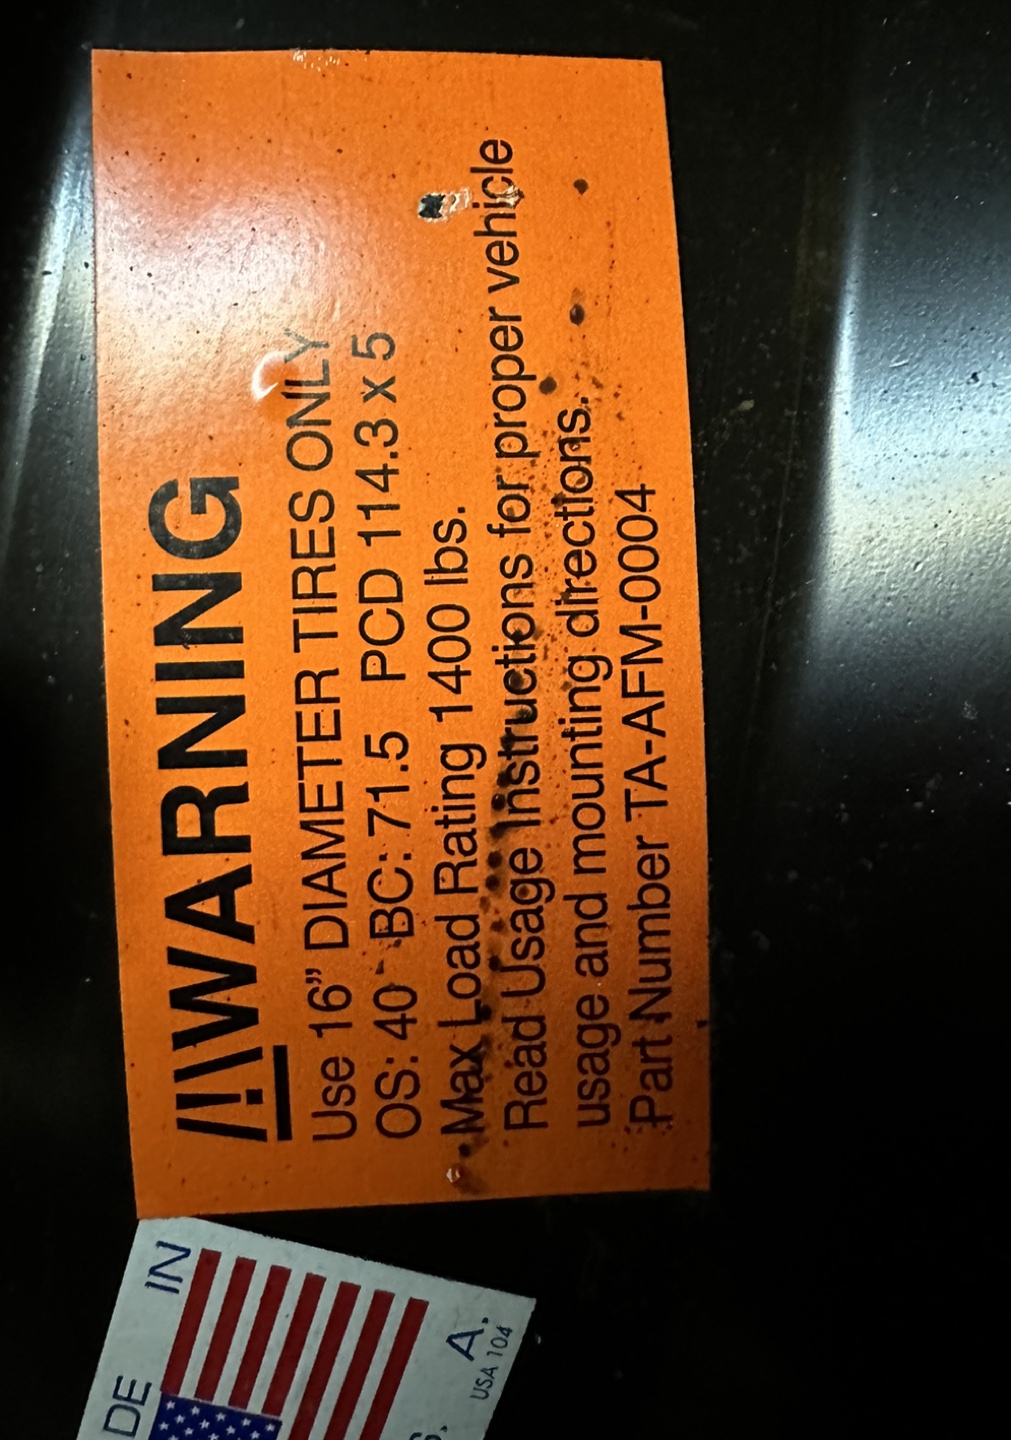 WARNING
Use 16” DIAMETER TIRES ONLY
OS: 40 BC: 71.5 PCD 114.3 x 5
Max Load Rating 1400 lbs.
Read Usage Instructions for proper vehicle
usage and mounting directions.
Part Number TA-AFM-0004
DE IN
S. A.
USA 104